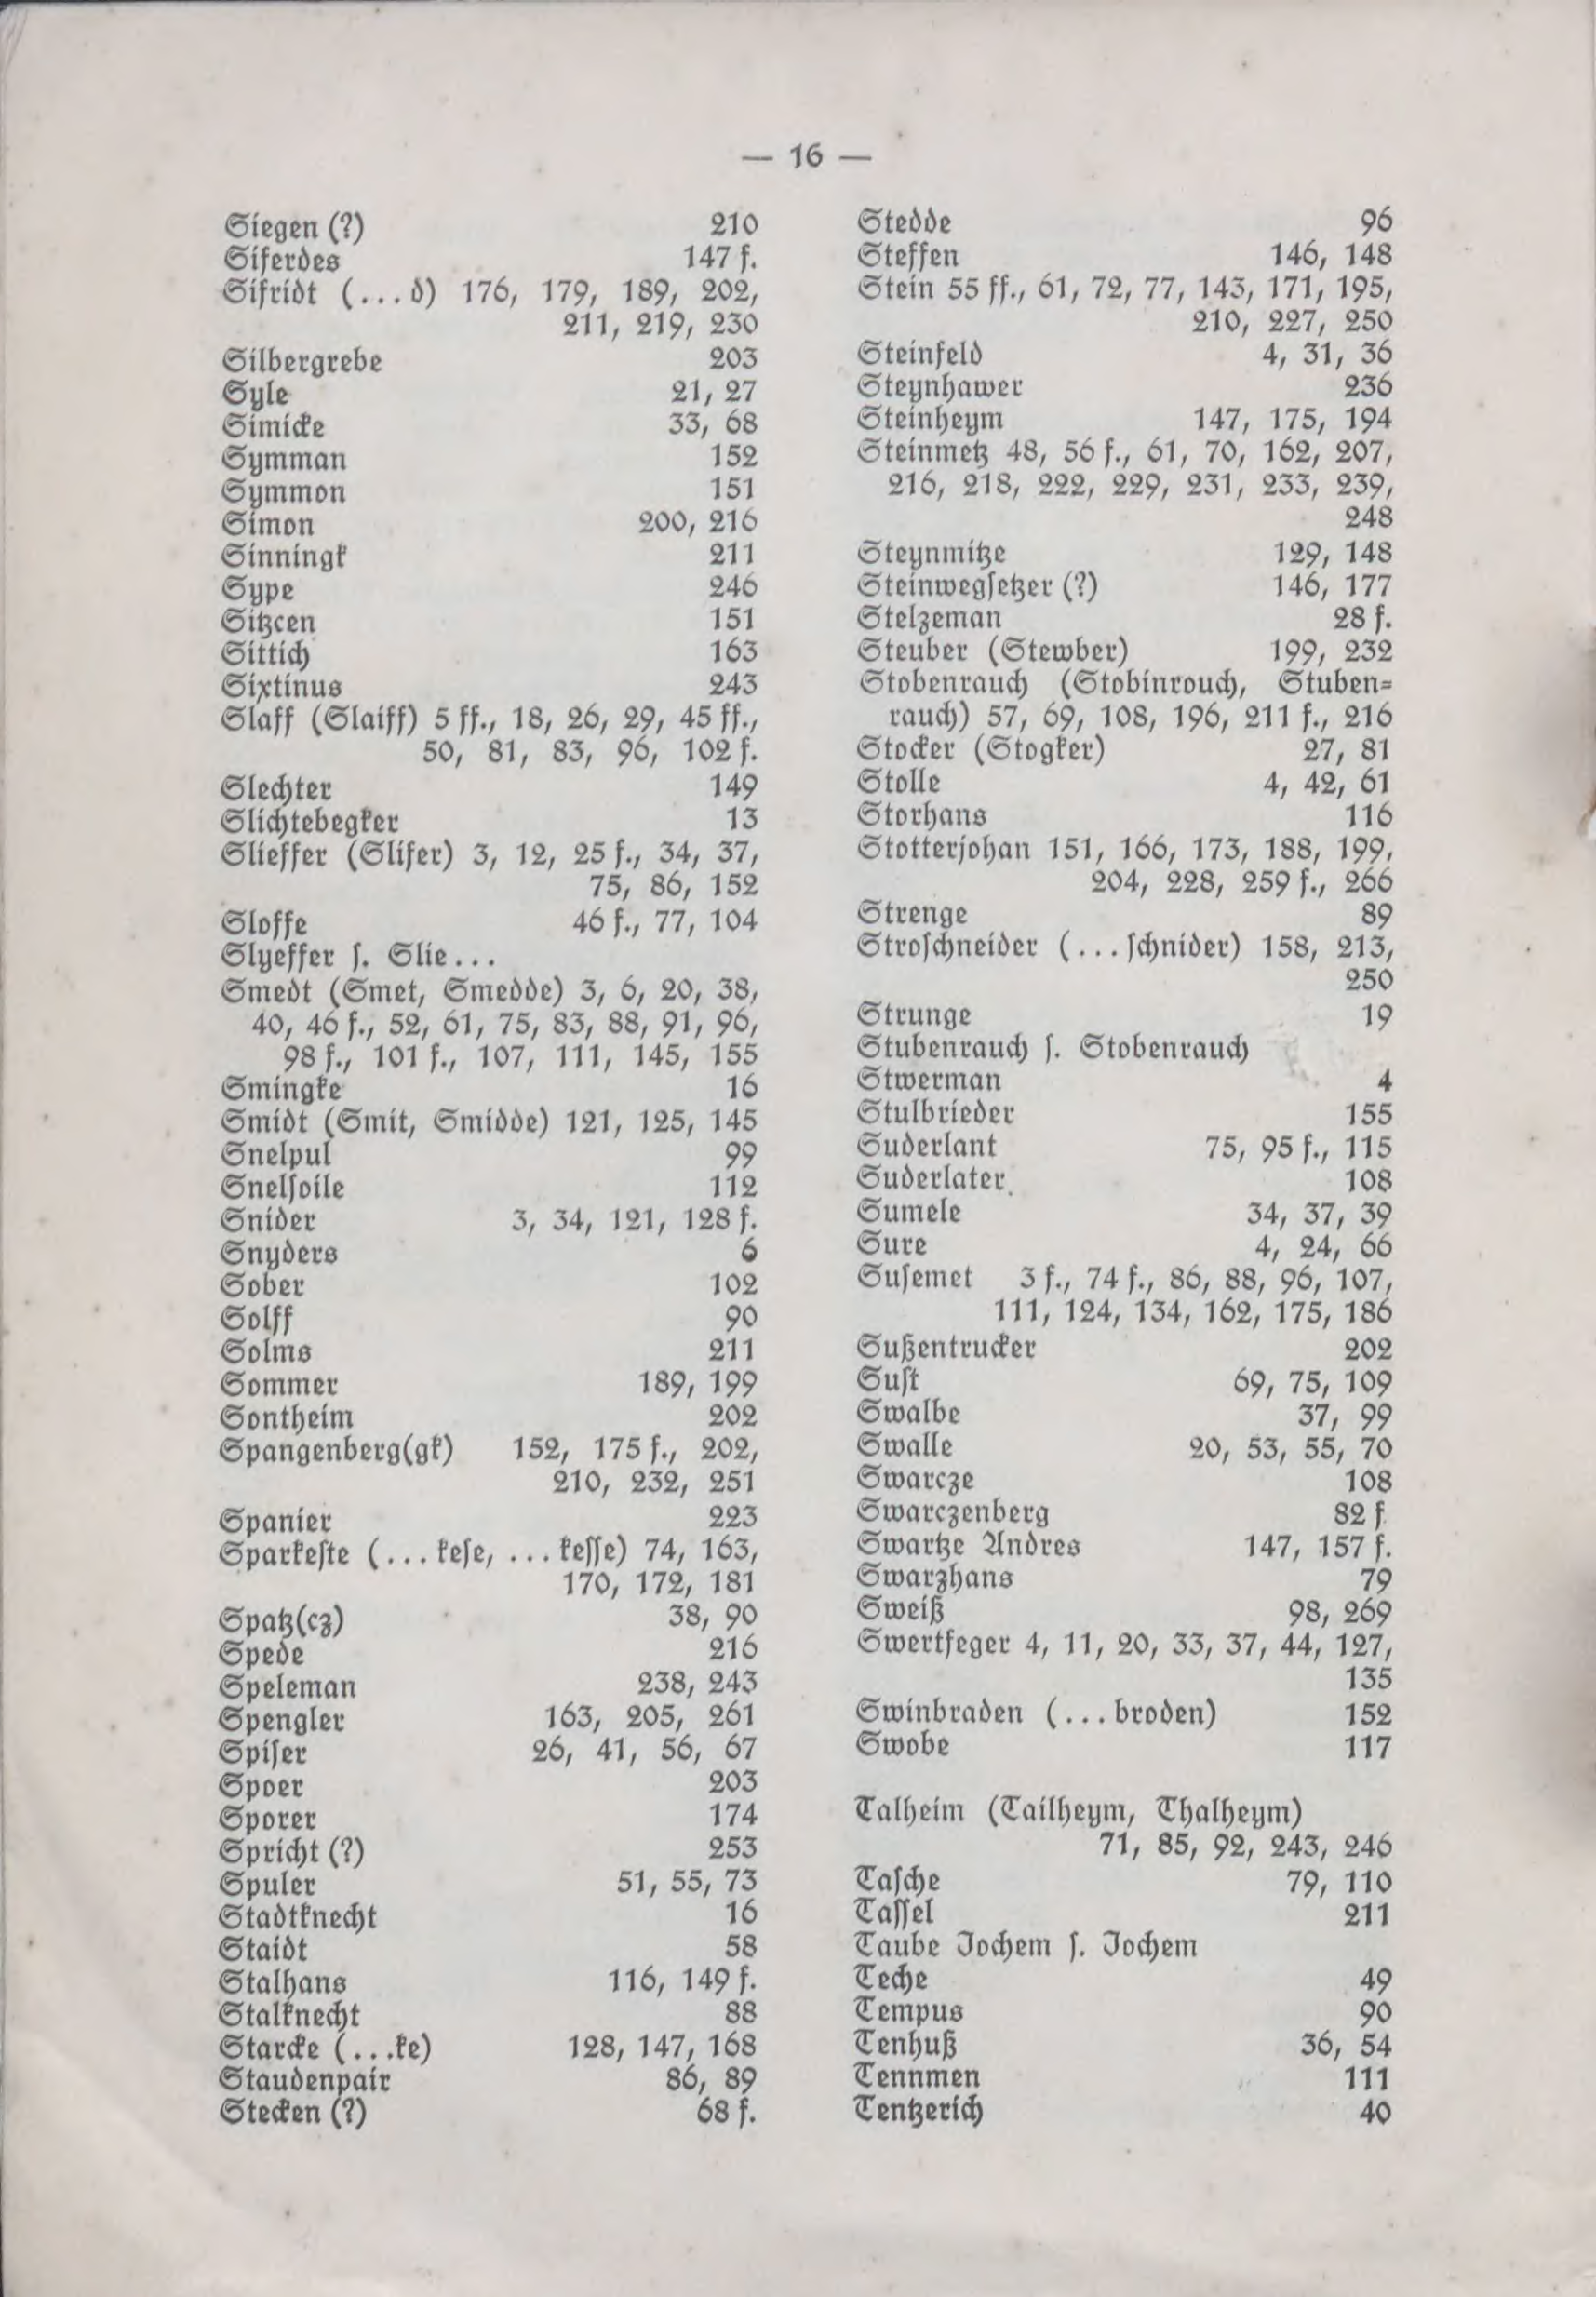 — 16 —
Siegen (?) 210
Siferdes 147 f.
Sifridt (...d) 176, 179, 189, 202,
211, 219, 230
Silbergrebe 203
Syle 21, 27
Simicke 33, 68
Symman 152
Symmon 151
Simon 200, 216
Sinningk 211
Sype 246
Sitzcen 151
Sittich 163
Sixtinus 243
Slaff (Slaiff) 5 ff., 18, 26, 29, 45 ff.,
50, 81, 83, 96, 102 f.
Slechter 149
Slichtebegker 13
Slieffer (Slifer) 3, 12, 25 f., 34, 37,
75, 86, 152
Sloffe 46 f., 77, 104
Slyeffer ſ. Slie...
Smedt (Smet, Smedde) 3, 6, 20, 38,
40, 46 f., 52, 61, 75, 83, 88, 91, 96,
98 f., 101 f., 107, 111, 145, 155
Smingke 16
Smidt (Smit, Smidde) 121, 125, 145
Snelpul 99
Snelſoile 112
Snider 3, 34, 121, 128 f.
Snyders 6
Sober 102
Solff 90
Solms 211
Sommer 189, 199
Sontheim 202
Spangenberg(gk) 152, 175 f., 202,
210, 232, 251
Spanier 223
Sparkeſte (...keſe, ...keſſe) 74, 163,
170, 172, 181
Spatz(cz) 38, 90
Spede 216
Speleman 238, 243
Spengler 163, 205, 261
Spiſer 26, 41, 56, 67
Spoer 203
Sporer 174
Spricht (?) 253
Spuler 51, 55, 73
Stadtknecht 16
Staidt 58
Stalhans 116, 149 f.
Stalknecht 88
Starcke (...ke) 128, 147, 168
Staudenpair 86, 89
Stecken (?) 68 f.
Stedde 96
Steffen 146, 148
Stein 55 ff., 61, 72, 77, 143, 171, 195,
210, 227, 250
Steinfeld 4, 31, 36
Steynhawer 236
Steinheym 147, 175, 194
Steinmetz 48, 56 f., 61, 70, 162, 207,
216, 218, 222, 229, 231, 233, 239,
248
Steynmitze 129, 148
Steinwegſetzer (?) 146, 177
Stelzeman 28 f.
Steuber (Stewber) 199, 232
Stobenrauch (Stobinrouch, Stuben-
rauch) 57, 69, 108, 196, 211 f., 216
Stocker (Stogker) 27, 81
Stolle 4, 42, 61
Storhans 116
Stotterjohan 151, 166, 173, 188, 199,
204, 228, 259 f., 266
Strenge 89
Stroſchneider (...ſchnider) 158, 213,
250
Strunge 19
Stubenrauch ſ. Stobenrauch
Stwerman 4
Stulbrieder 155
Suderlant 75, 95 f., 115
Suderlater 108
Sumele 34, 37, 39
Sure 4, 24, 66
Suſemet 3 f., 74 f., 86, 88, 96, 107,
111, 124, 134, 162, 175, 186
Sußentrucker 202
Suſt 69, 75, 109
Swalbe 37, 99
Swalle 20, 53, 55, 70
Swarcze 108
Swarczenberg 82 f.
Swartze Andres 147, 157 f.
Swarzhans 79
Sweiß 98, 269
Swertfeger 4, 11, 20, 33, 37, 44, 127,
135
Swinbraden (...broden) 152
Swobe 117
Talheim (Tailheym, Thalheym)
71, 85, 92, 243, 246
Taſche 79, 110
Taſſel 211
Taube Jochem ſ. Jochem
Teche 49
Tempus 90
Tenhuß 36, 54
Tennmen 111
Tentzerich 40